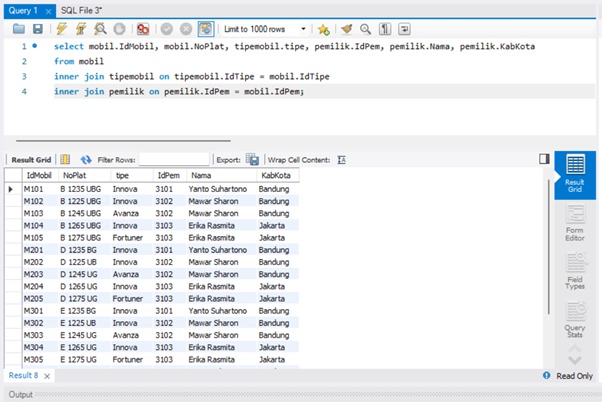 Query 1 SQL File 3*
Limit to 1000 rows
1 select mobil.IdMobil, mobil.NoPlat, tipemobil.tipe, pemilik.IdPem, pemilik.Nama, pemilik.KabKota
2 from mobil
3 inner join tipemobil on tipemobil.IdTipe = mobil.IdTipe
4 inner join pemilik on pemilik.IdPem = mobil.IdPem;
Result Grid Filter Rows: Export: Wrap Cell Content:
IdMobil NoPlat tipe IdPem Nama KabKota
M101 B 1235 UBG Innova 3101 Yanto Suhartono Bandung
M102 B 1225 UBG Innova 3102 Mawar Sharon Bandung
M103 B 1245 UBG Avanza 3102 Mawar Sharon Bandung
M104 B 1265 UBG Innova 3103 Erika Rasmita Jakarta
M105 B 1275 UBG Fortuner 3103 Erika Rasmita Jakarta
M201 D 1235 BG Innova 3101 Yanto Suhartono Bandung
M202 D 1225 UB Innova 3102 Mawar Sharon Bandung
M203 D 1245 UG Avanza 3102 Mawar Sharon Bandung
M204 D 1265 UG Innova 3103 Erika Rasmita Jakarta
M205 D 1275 UG Fortuner 3103 Erika Rasmita Jakarta
M301 E 1235 BG Innova 3101 Yanto Suhartono Bandung
M302 E 1225 UB Innova 3102 Mawar Sharon Bandung
M303 E 1245 UG Avanza 3102 Mawar Sharon Bandung
M304 E 1265 UG Innova 3103 Erika Rasmita Jakarta
M305 E 1275 UG Fortuner 3103 Erika Rasmita Jakarta
Result
Grid
Form
Editor
Field
Types
Query
Stats
Result 8 Read Only
Output